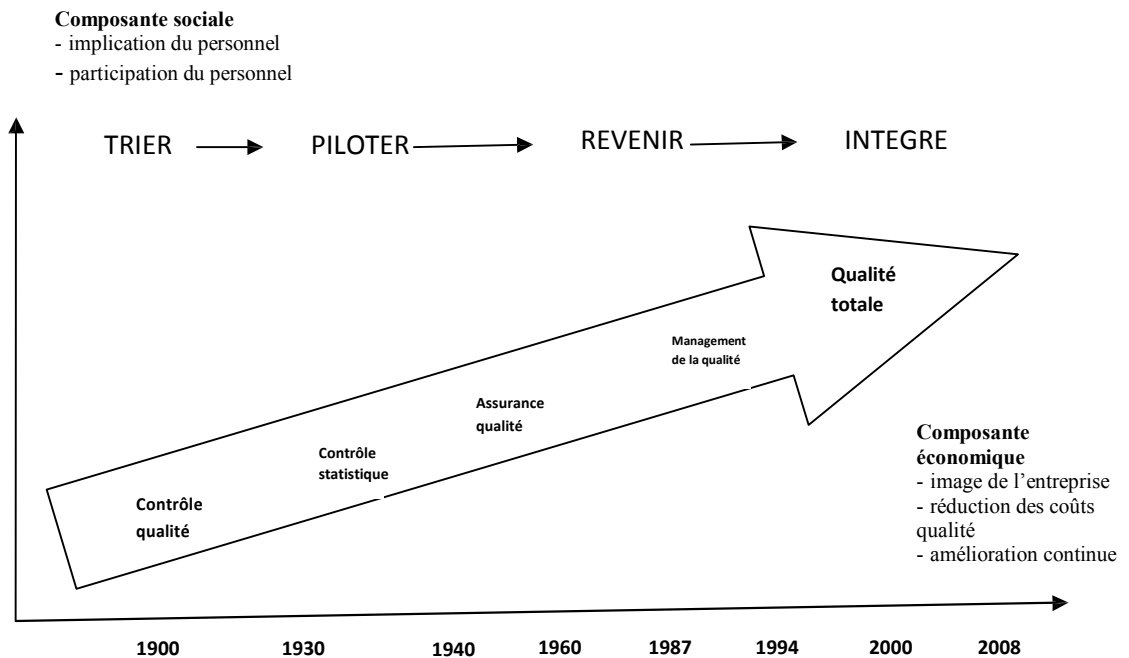 Composante sociale
- implication du personnel
- participation du personnel
TRIER PILOTER REVENIR INTEGRE
Qualité
totale
Management
de la qualité
Assurance
qualité
Contrôle
statistique
Contrôle
qualité
Composante
économique
- image de l’entreprise
- réduction des coûts
qualité
- amélioration continue
1900 1930 1940 1960 1987 1994 2000 2008